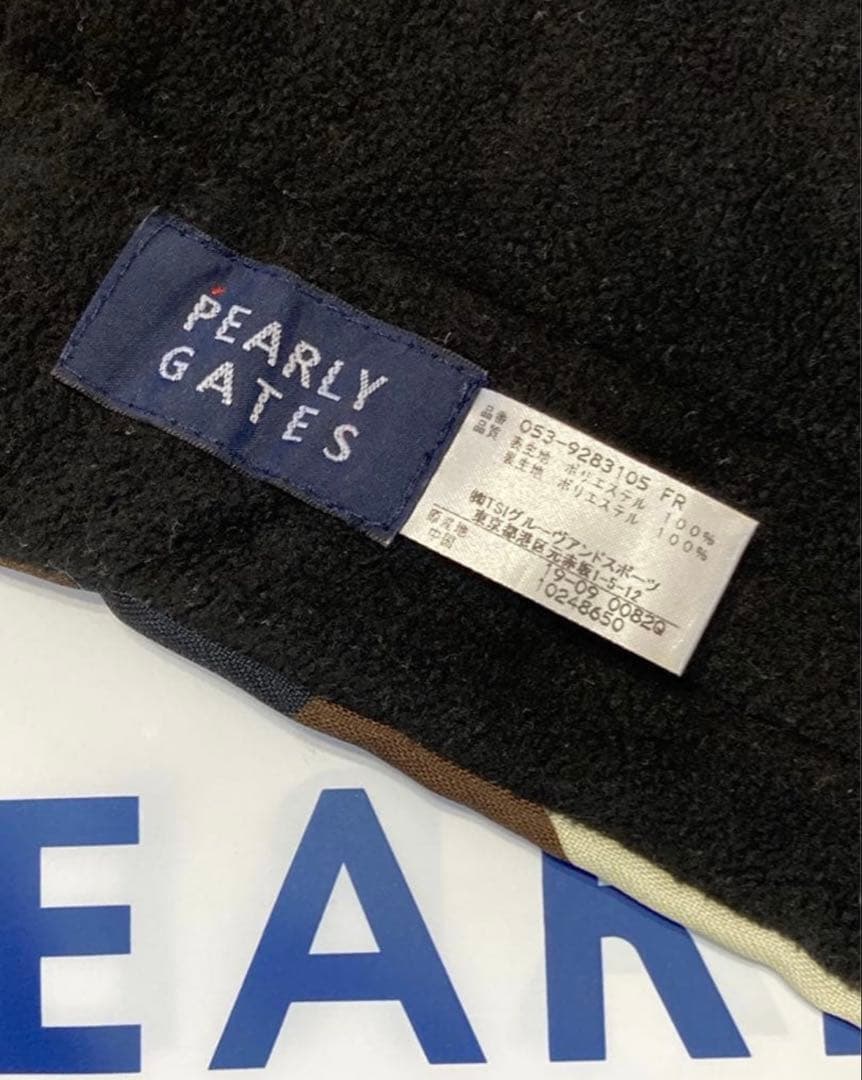 PEARLY
GATES
品番 053-9283105 FR
品質 表生地 ポリエステル 100%
裏生地 ポリエステル 100%
㈱TSIグルーヴアンドスポーツ
東京都港区元赤坂1-5-12
原産地 19-09 0082Q
中国 10248650
EAR